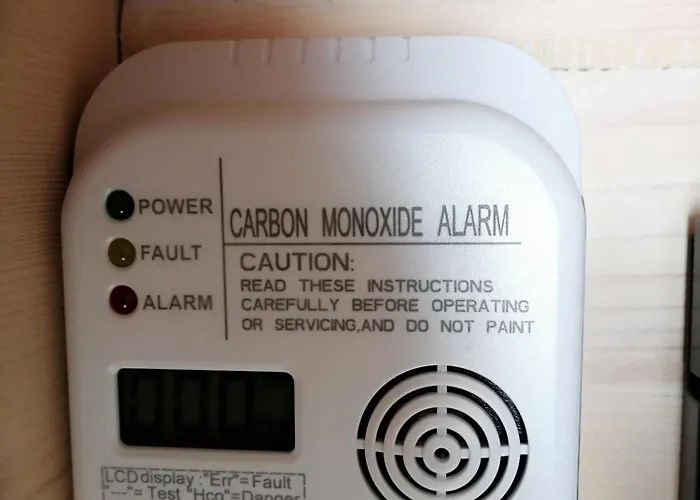 POWER
FAULT
ALARM
CARBON MONOXIDE ALARM
CAUTION:
READ THESE INSTRUCTIONS
CAREFULLY BEFORE OPERATING
OR SERVICING,AND DO NOT PAINT
000
LCD display :"Err"= Fault
"---"= Test "Hco"=Danger